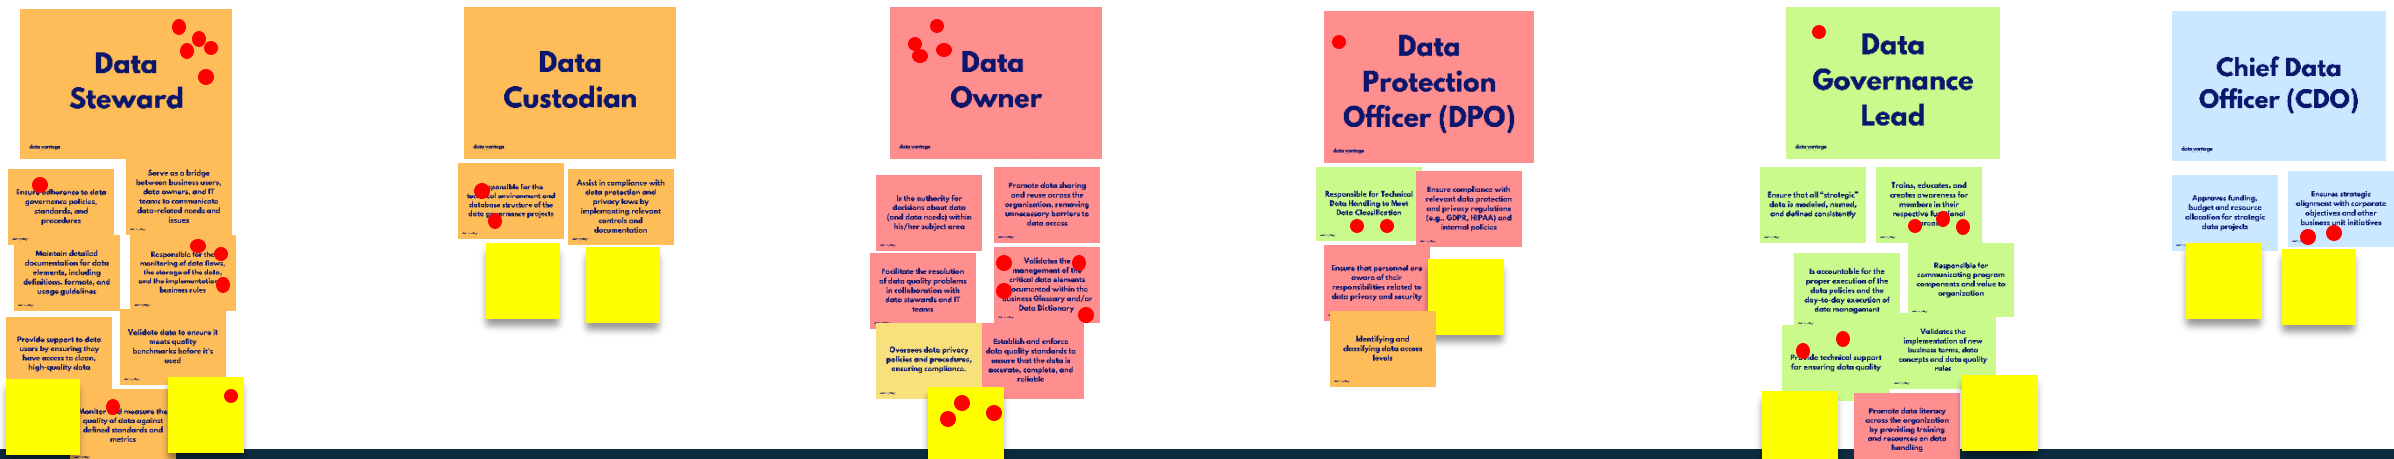 Data
Steward
data vantage
Ensure adherence to data
governance policies,
standards, and
procedures
Serve as a bridge
between business users,
data owners, and IT
teams to communicate
data-related needs and
issues
Maintain detailed
documentation for data
elements, including
definitions, formats, and
usage guidelines
Responsible for the
monitoring of data flows,
the storage of the data,
and the implementation
business rules
Provide support to data
users by ensuring they
have access to clean,
high-quality data
Validate data to ensure it
meets quality
benchmarks before it's
used
Monitor and measure the
quality of data against
defined standards and
metrics
Data
Custodian
data vantage
Responsible for the
technical environment and
database structure of the
data governance projects
Assist in compliance with
data protection and
privacy laws by
implementing relevant
controls and
documentation
Data
Owner
data vantage
Is the authority for
decisions about data
(and data needs) within
his/her subject area
Promote data sharing
and reuse across the
organization, removing
unnecessary barriers to
data access
Facilitate the resolution
of data quality problems
in collaboration with
data stewards and IT
teams
Validates the
management of the
critical data elements
documented within the
Business Glossary and/or
Data Dictionary
Oversees data privacy
policies and procedures,
ensuring compliance.
Establish and enforce
data quality standards to
ensure that the data is
accurate, complete, and
reliable
Data
Protection
Officer (DPO)
data vantage
Responsible for Technical
Data Handling to Meet
Data Classification
Ensure compliance with
relevant data protection
and privacy regulations
(e.g., GDPR, HIPAA) and
internal policies
Ensure that personnel are
aware of their
responsibilities related to
data privacy and security
Identifying and
classifying data access
levels
Data
Governance
Lead
data vantage
Ensure that all "strategic"
data is modeled, named,
and defined consistently
Trains, educates, and
creates awareness for
members in their
respective functional
areas
Is accountable for the
proper execution of the
data policies and the
day-to-day execution of
data management
Responsible for
communicating program
components and value to
organization
Provide technical support
for ensuring data quality
Validates the
implementation of new
business terms, data
concepts and data quality
rules
Promote data literacy
across the organization
by providing training
and resources on data
handling
Chief Data
Officer (CDO)
data vantage
Approves funding,
budget and resource
allocation for strategic
data projects
Ensures strategic
alignment with corporate
objectives and other
business unit initiatives